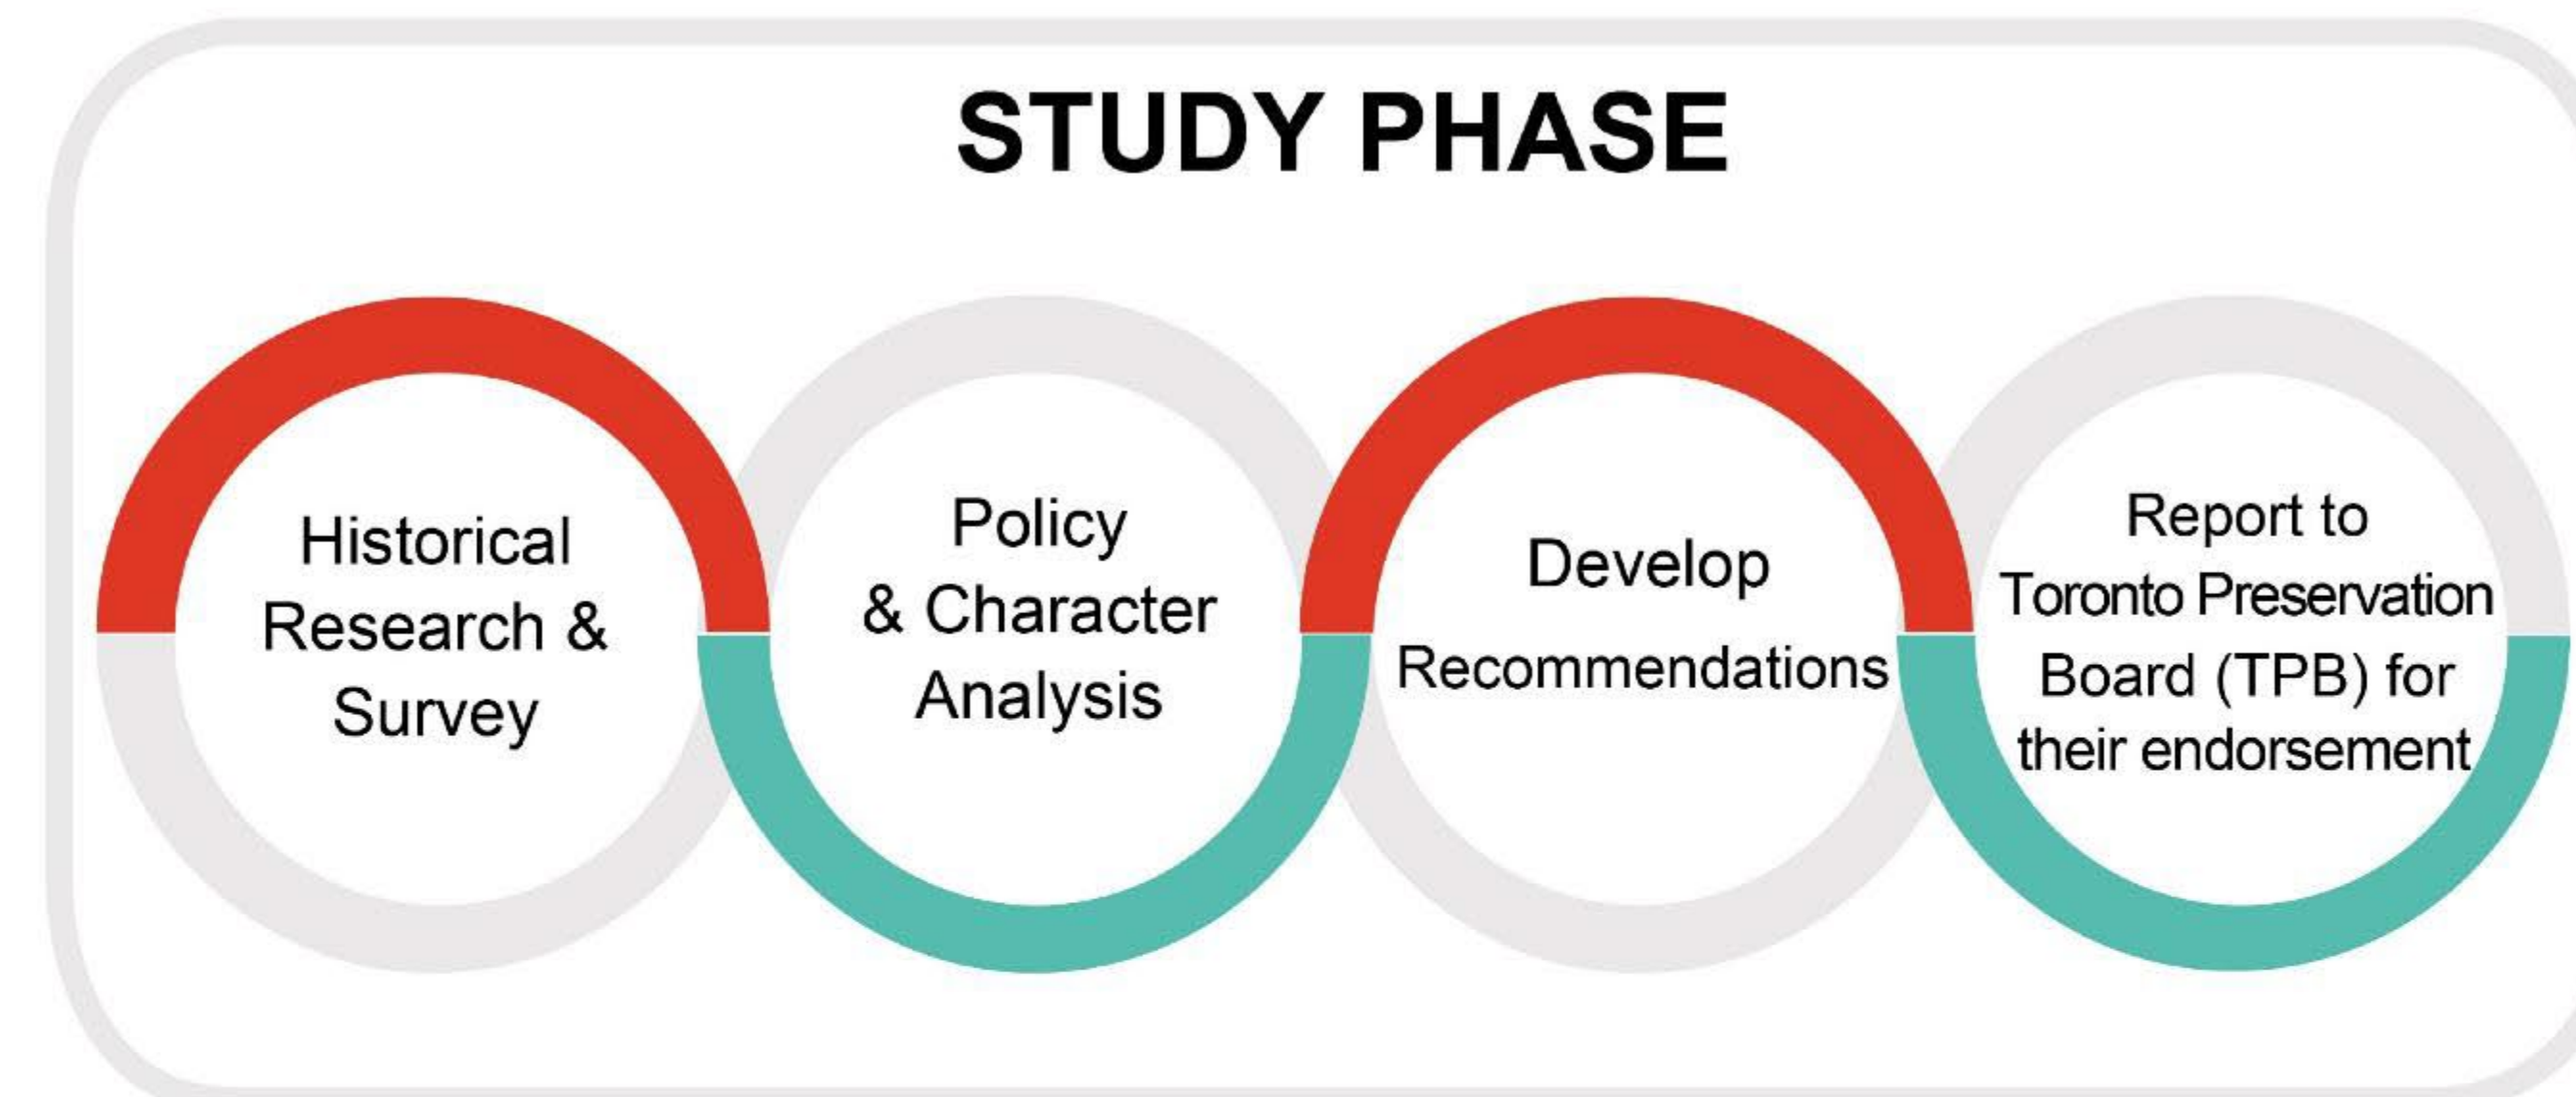 STUDY PHASE
Historical
Research &
Survey
Policy
& Character
Analysis
Develop
Recommendations
Report to
Toronto Preservation
Board (TPB) for
their endorsement